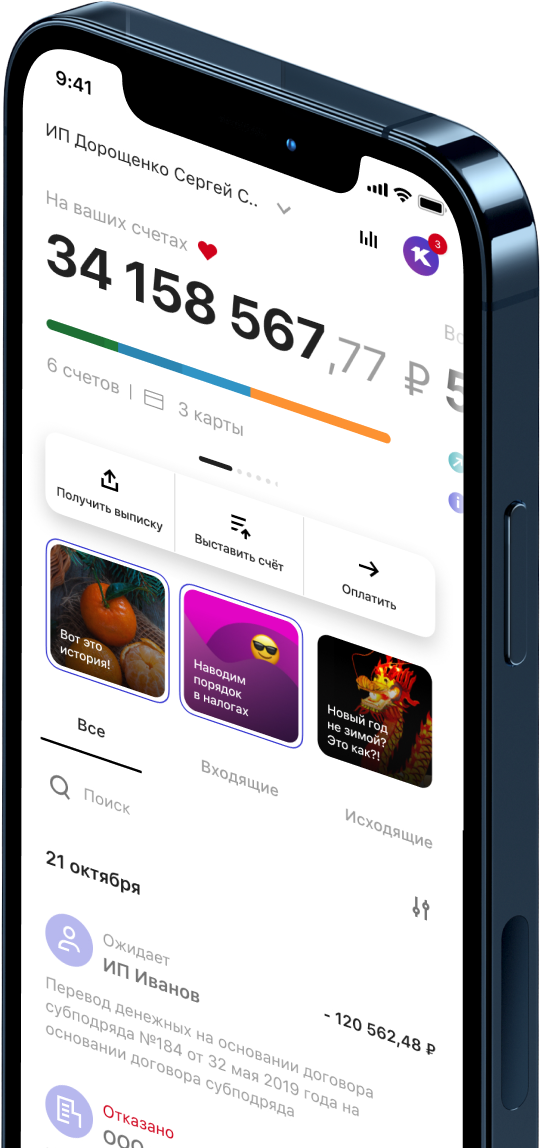 9:41
ИП Дорощенко Сергей С..
3
На ваших счетах
34 158 567,77 ₽
6 счетов | 3 карты
Получить выписку
Выставить счёт
Оплатить
Вот это
история!
Наводим
порядок
в налогах
Новый год
не зимой?
Это как?!
Все
Входящие
Исходящие
Поиск
21 октября
Ожидает
ИП Иванов
- 120 562,48 ₽
Перевод денежных на основании договора
субподряда №184 от 32 мая 2019 года на
основании договора субподряда
Отказано
ООО